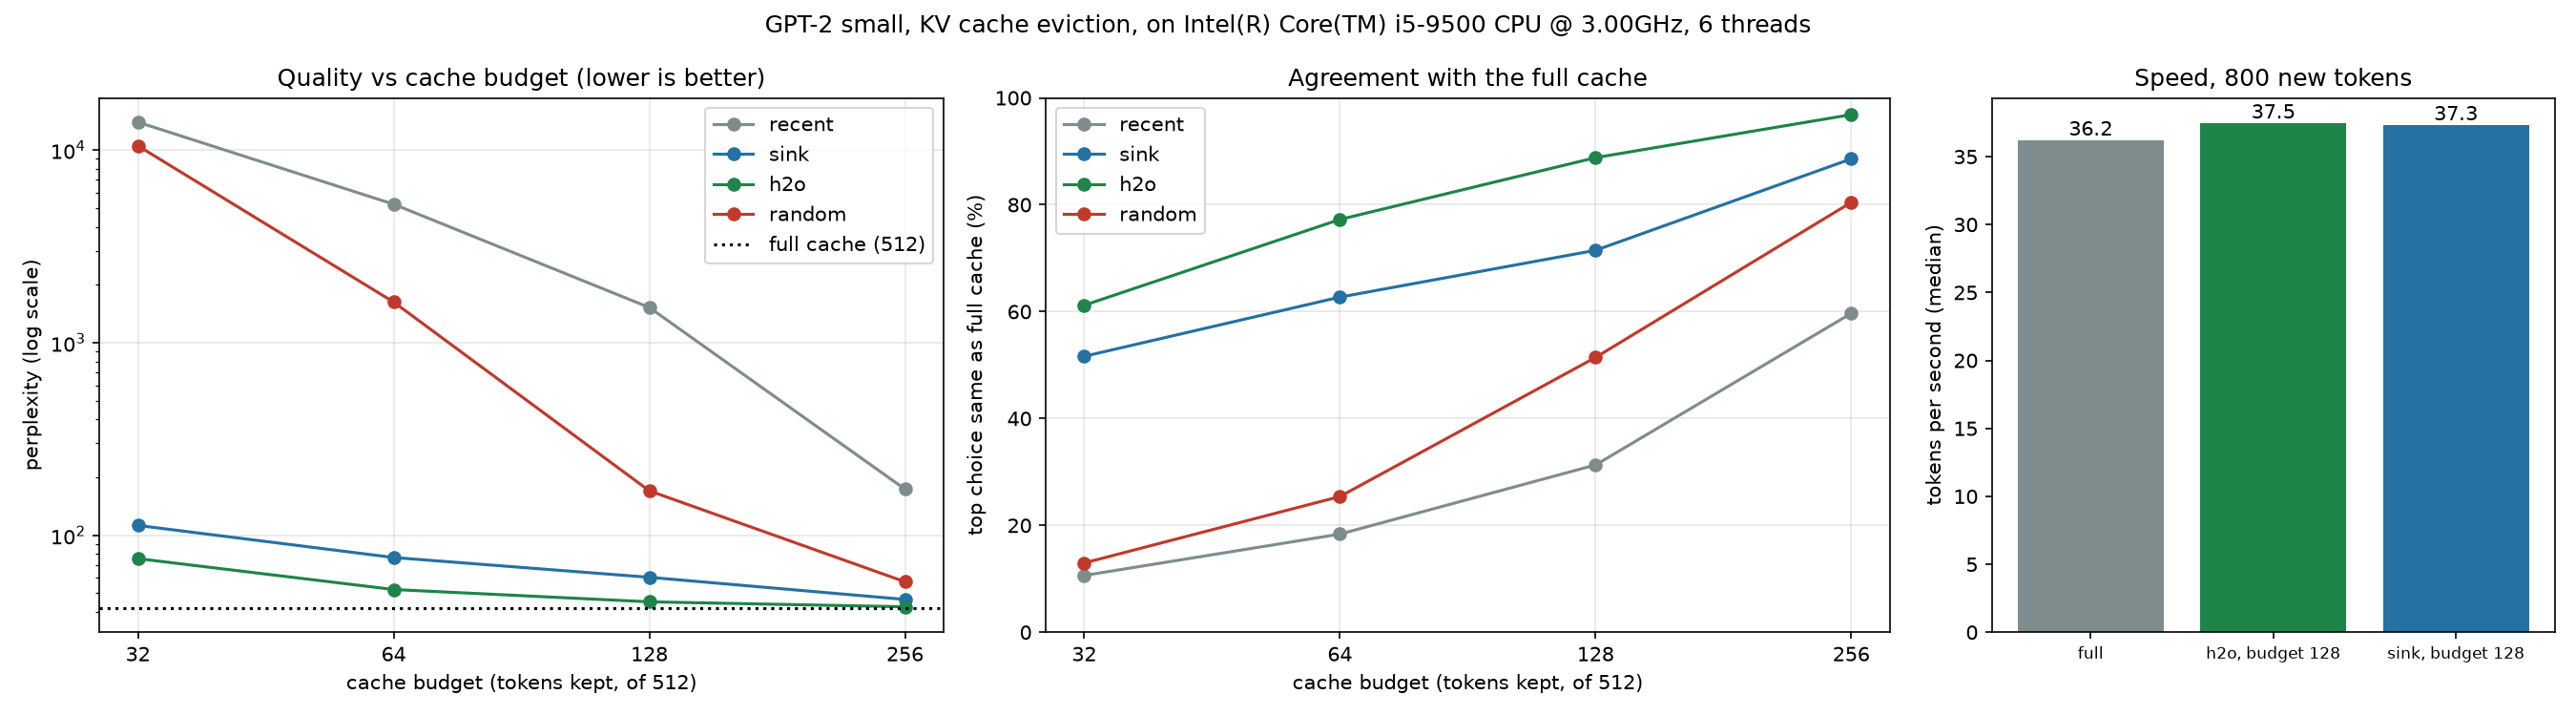 GPT-2 small, KV cache eviction, on Intel(R) Core(TM) i5-9500 CPU @ 3.00GHz, 6 threads
Quality vs cache budget (lower is better)
perplexity (log scale)
10^4
10^3
10^2
recent
sink
h2o
random
full cache (512)
32 64 128 256
cache budget (tokens kept, of 512)
Agreement with the full cache
top choice same as full cache (%)
100
80
60
40
20
0
recent
sink
h2o
random
32 64 128 256
cache budget (tokens kept, of 512)
Speed, 800 new tokens
tokens per second (median)
35
30
25
20
15
10
5
0
36.2 37.5 37.3
full h2o, budget 128 sink, budget 128